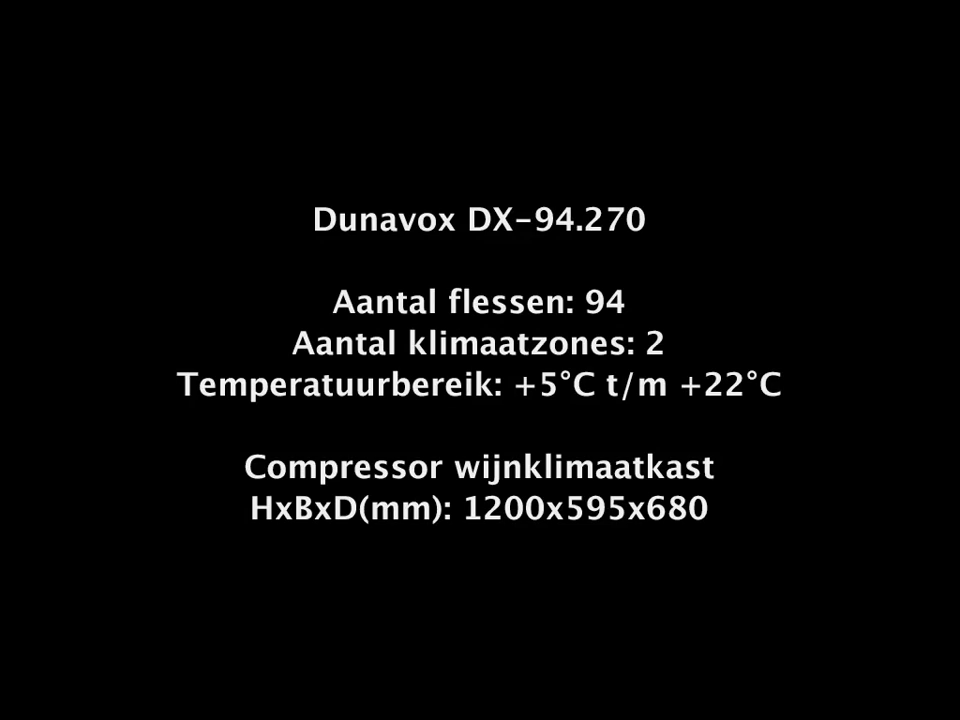 Dunavox DX-94.270
Aantal flessen: 94
Aantal klimaatzones: 2
Temperatuurbereik: +5°C t/m +22°C
Compressor wijnklimaatkast
HxBxD(mm): 1200x595x680